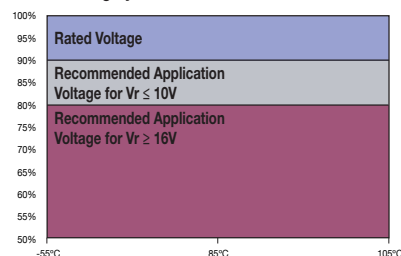 100%
95%
Rated Voltage
90%
Recommended Application
85%
Voltage for Vr ≤ 10V
80%
Recommended Application
75%
Voltage for Vr ≥ 16V
70%
65%
60%
55%
50%
-55ºC 85ºC 105ºC